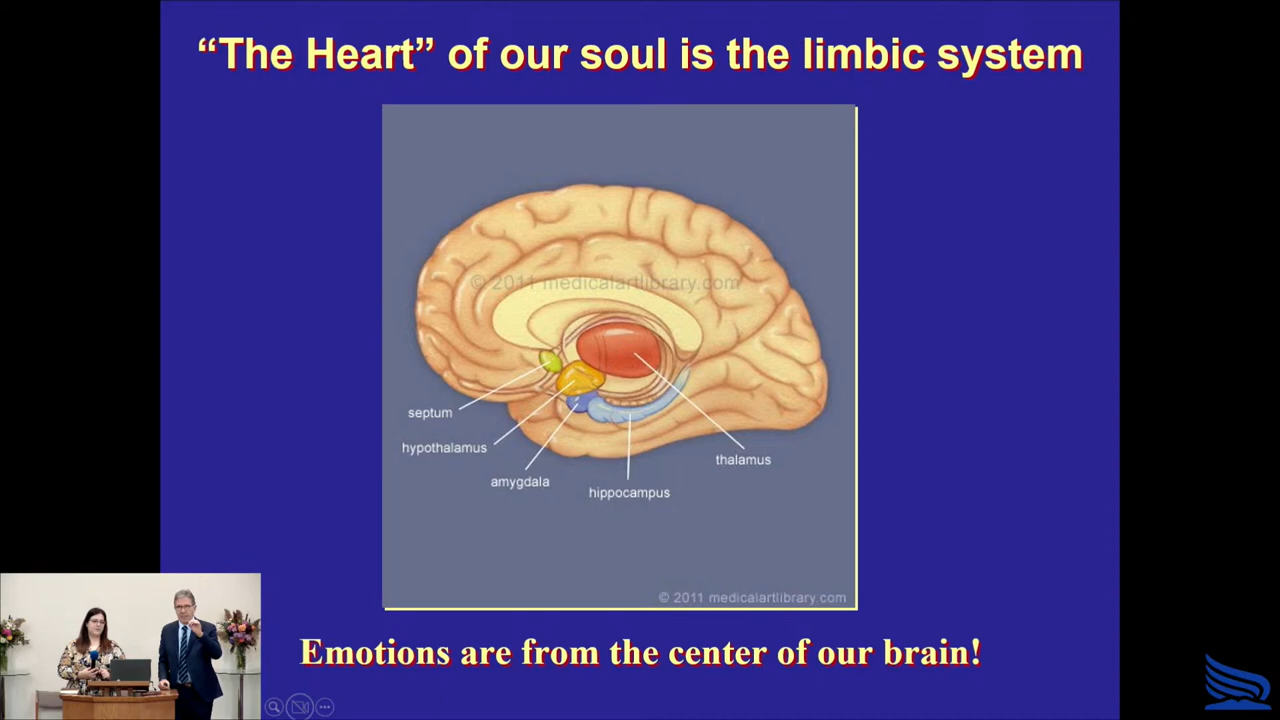 “The Heart” of our soul is the limbic system
© 2011 medicalartlibrary.com
septum
hypothalamus
amygdala
hippocampus
thalamus
© 2011 medicalartlibrary.com
Emotions are from the center of our brain!